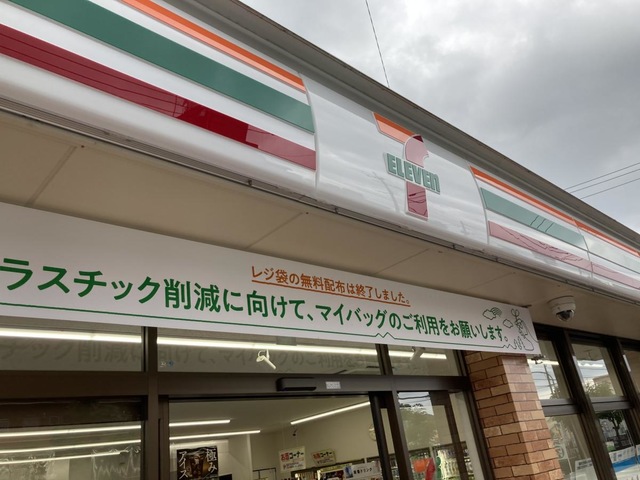 ELEVEN
レジ袋の無料配布は終了しました。
ラスチック削減に向けて、マイバッグのご利用をお願いします。